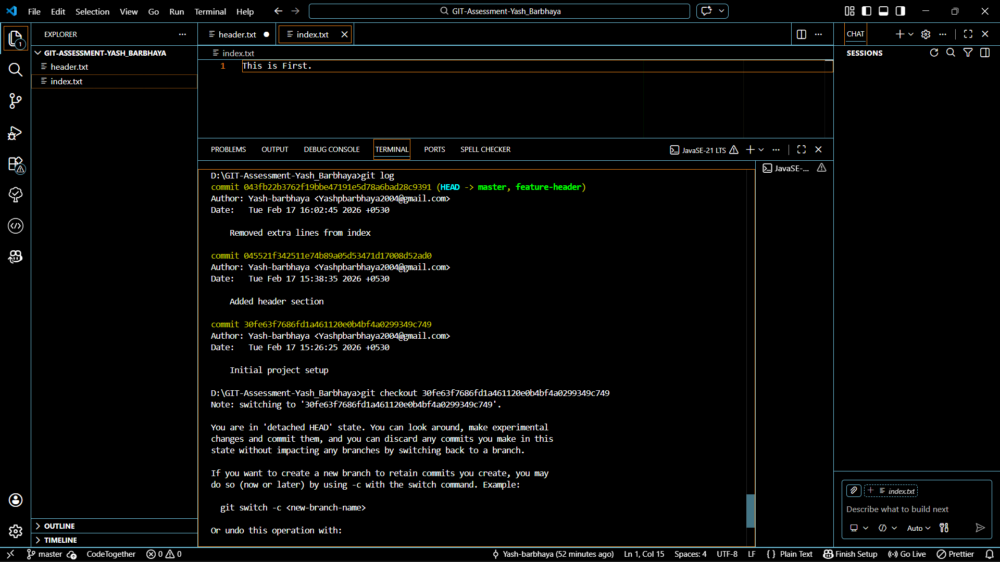 File Edit Selection View Go Run Terminal Help
GIT-Assessment-Yash_Barbhaya
EXPLORER
GIT-ASSESSMENT-YASH_BARBHAYA
header.txt
index.txt
OUTLINE
TIMELINE
header.txt
index.txt
index.txt
1 This is First.
PROBLEMS OUTPUT DEBUG CONSOLE TERMINAL PORTS SPELL CHECKER
JavaSE-21 LTS
JavaSE-...
D:\GIT-Assessment-Yash_Barbhaya>git log
commit 043fb22b3762f19bbe47191e5d78a6bad28c9391 (HEAD -> master, feature-header)
Author: Yash-barbhaya <Yashpbarbhaya2004@gmail.com>
Date:   Tue Feb 17 16:02:45 2026 +0530
Removed extra lines from index
commit 045521f342511e74b89a05d53471d17008d52ad0
Author: Yash-barbhaya <Yashpbarbhaya2004@gmail.com>
Date:   Tue Feb 17 15:38:35 2026 +0530
Added header section
commit 30fe63f7686fd1a461120e0b4bf4a0299349c749
Author: Yash-barbhaya <Yashpbarbhaya2004@gmail.com>
Date:   Tue Feb 17 15:26:25 2026 +0530
Initial project setup
D:\GIT-Assessment-Yash_Barbhaya>git checkout 30fe63f7686fd1a461120e0b4bf4a0299349c749
Note: switching to '30fe63f7686fd1a461120e0b4bf4a0299349c749'.
You are in 'detached HEAD' state. You can look around, make experimental
changes and commit them, and you can discard any commits you make in this
state without impacting any branches by switching back to a branch.
If you want to create a new branch to retain commits you create, you may
do so (now or later) by using -c with the switch command. Example:
git switch -c <new-branch-name>
Or undo this operation with:
CHAT
SESSIONS
index.txt
Describe what to build next
Auto
1
master CodeTogether 0 0 Yash-barbhaya (52 minutes ago) Ln 1, Col 15 Spaces: 4 UTF-8 LF {} Plain Text Finish Setup Go Live Prettier